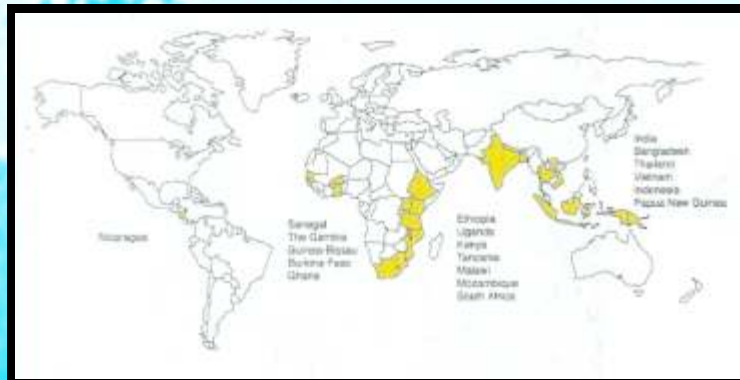 Nicaragua
Senegal
The Gambia
Guinea-Bissau
Burkina Faso
Ghana
Ethiopia
Uganda
Kenya
Tanzania
Malawi
Mozambique
South Africa
India
Bangladesh
Thailand
Vietnam
Indonesia
Papua New Guinea